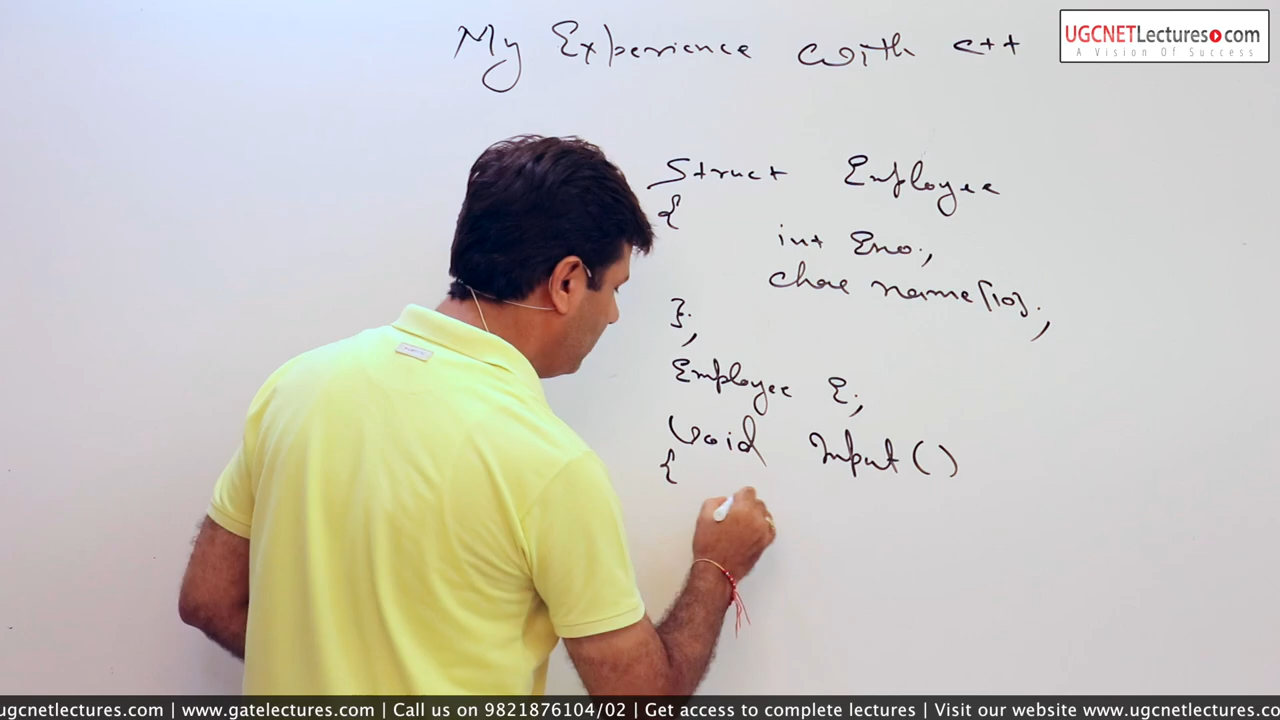 My Experience with c++
UGCNETLectures.com
A Vision Of Success
Struct Employee
{
int Eno;
char name[10];
};
Employee E;
Void Input()
{
ugcnetlectures.com | www.gatelectures.com | Call us on 9821876104/02 | Get access to complete lectures | Visit our website www.ugcnetlectures.co